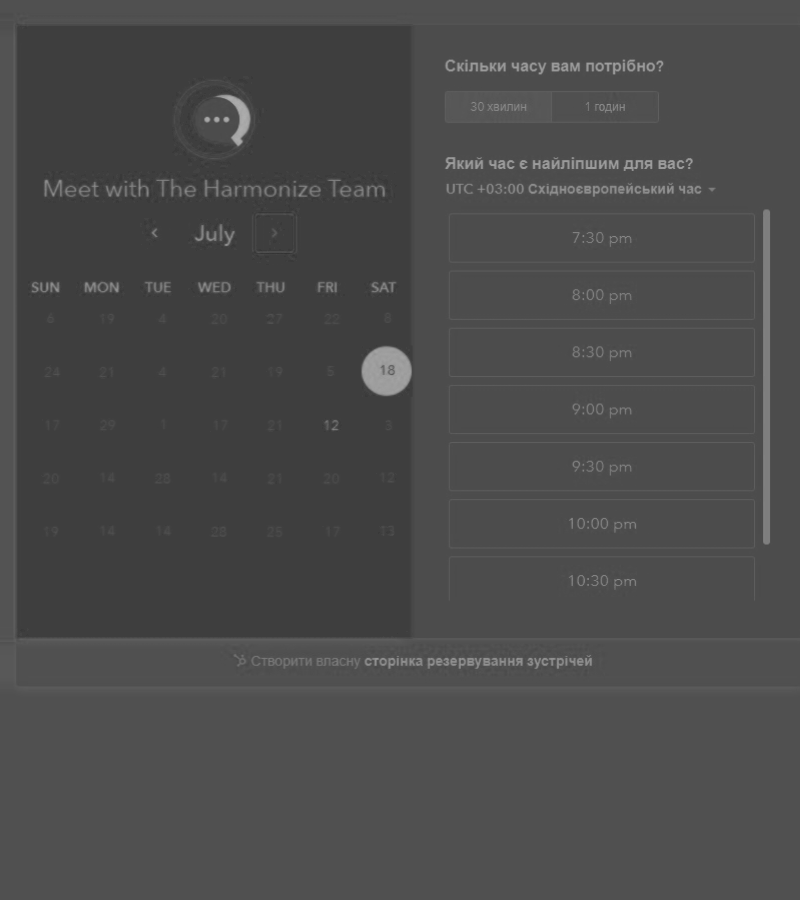 Meet with The Harmonize Team
July
SUN MON TUE WED THU FRI SAT
6 19 4 20 27 22 8
24 21 4 21 19 5 18
17 29 1 17 21 12 3
20 14 28 14 21 20 12
19 14 14 28 17 13
Скільки часу вам потрібно?
30 хвилин 1 годин
Який час є найліпшим для вас?
UTC +03:00 Східноєвропейський час
7:30 pm
8:00 pm
8:30 pm
9:00 pm
9:30 pm
10:00 pm
10:30 pm
Створити власну сторінка резервування зустрічей